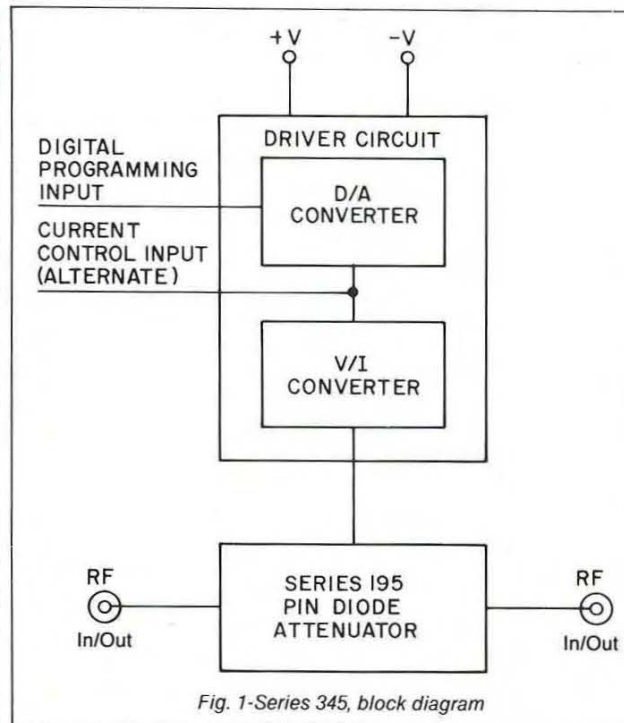 +V
-V
DRIVER CIRCUIT
DIGITAL
PROGRAMMING
INPUT
D/A
CONVERTER
CURRENT
CONTROL INPUT
(ALTERNATE)
V/I
CONVERTER
RF
In/Out
SERIES 195
PIN DIODE
ATTENUATOR
RF
In/Out
Fig. 1-Series 345, block diagram